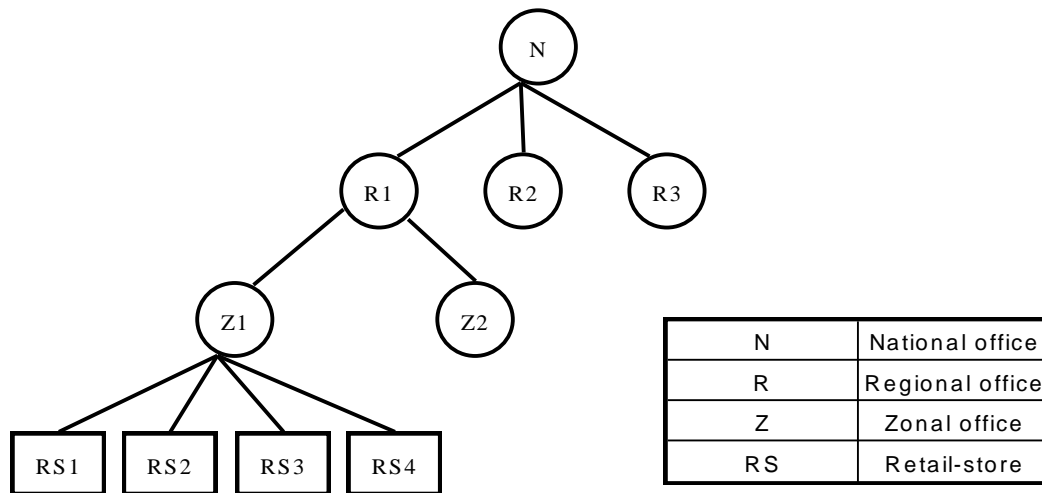 N
R1 R2 R3
Z1 Z2
N National office
R Regional office
Z Zonal office
RS Retail-store
RS1 RS2 RS3 RS4